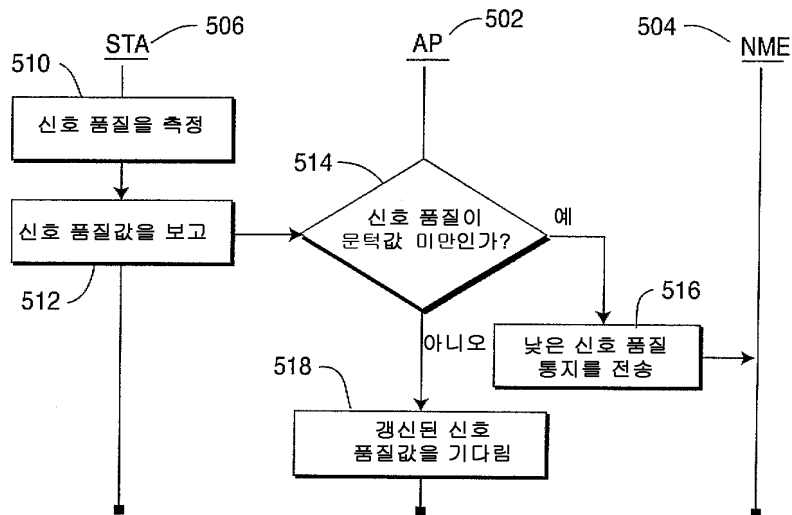 STA
506
AP
502
504
NME
510
신호 품질을 측정
514
신호 품질이
문턱값 미만인가?
예
신호 품질값을 보고
512
516
아니오
낮은 신호 품질
통지를 전송
518
갱신된 신호
품질값을 기다림